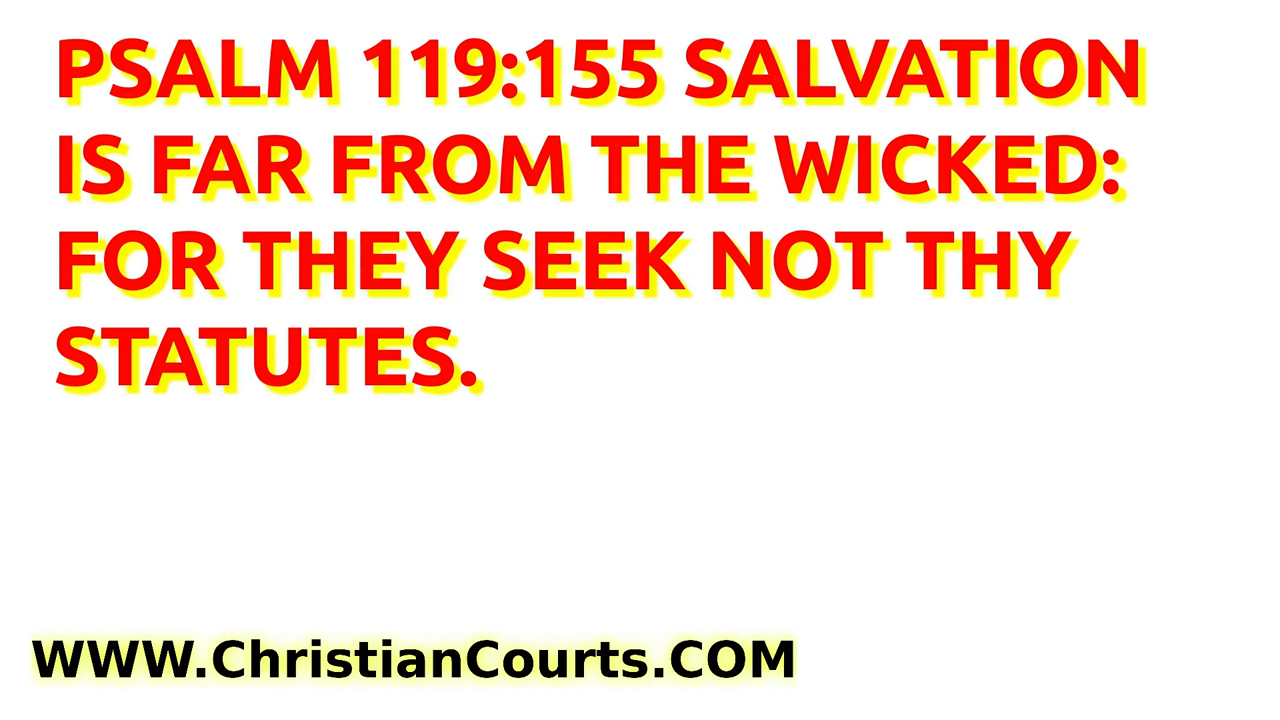 PSALM 119:155 SALVATION
IS FAR FROM THE WICKED:
FOR THEY SEEK NOT THY
STATUTES.
WWW.ChristianCourts.COM